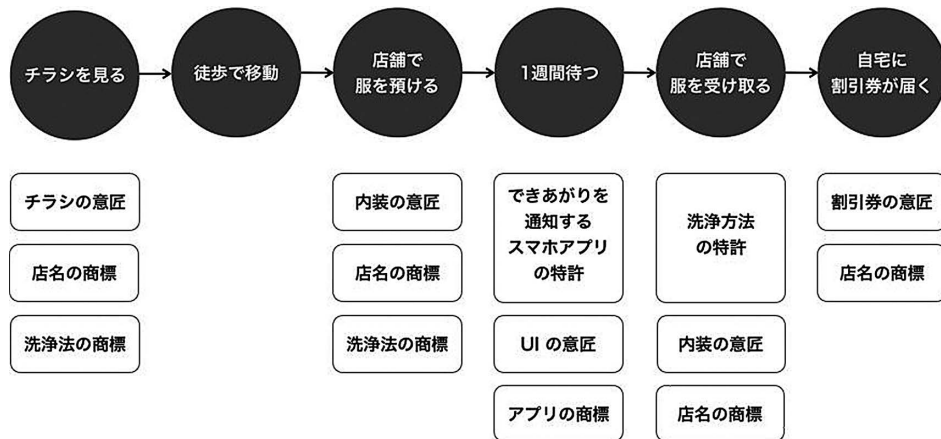 チラシを見る
徒歩で移動
店舗で
服を預ける
1週間待つ
店舗で
服を受け取る
自宅に
割引券が届く
チラシの意匠
店名の商標
洗浄法の商標
内装の意匠
店名の商標
洗浄法の商標
できあがりを
通知する
スマホアプリ
の特許
UI の意匠
アプリの商標
洗浄方法
の特許
内装の意匠
店名の商標
割引券の意匠
店名の商標